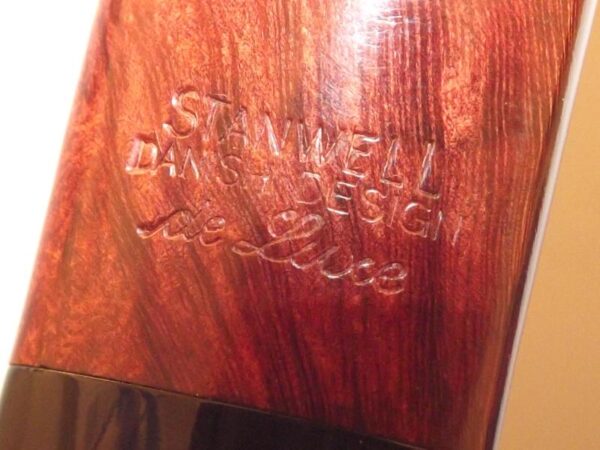 STANWELL
DANISH DESIGN
de Luxe